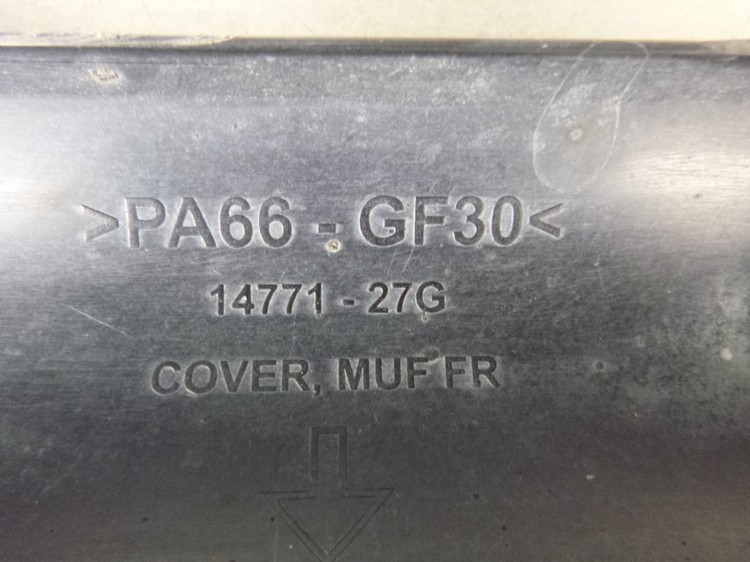 >PA66 - GF30<
14771 - 27G
COVER, MUF FR